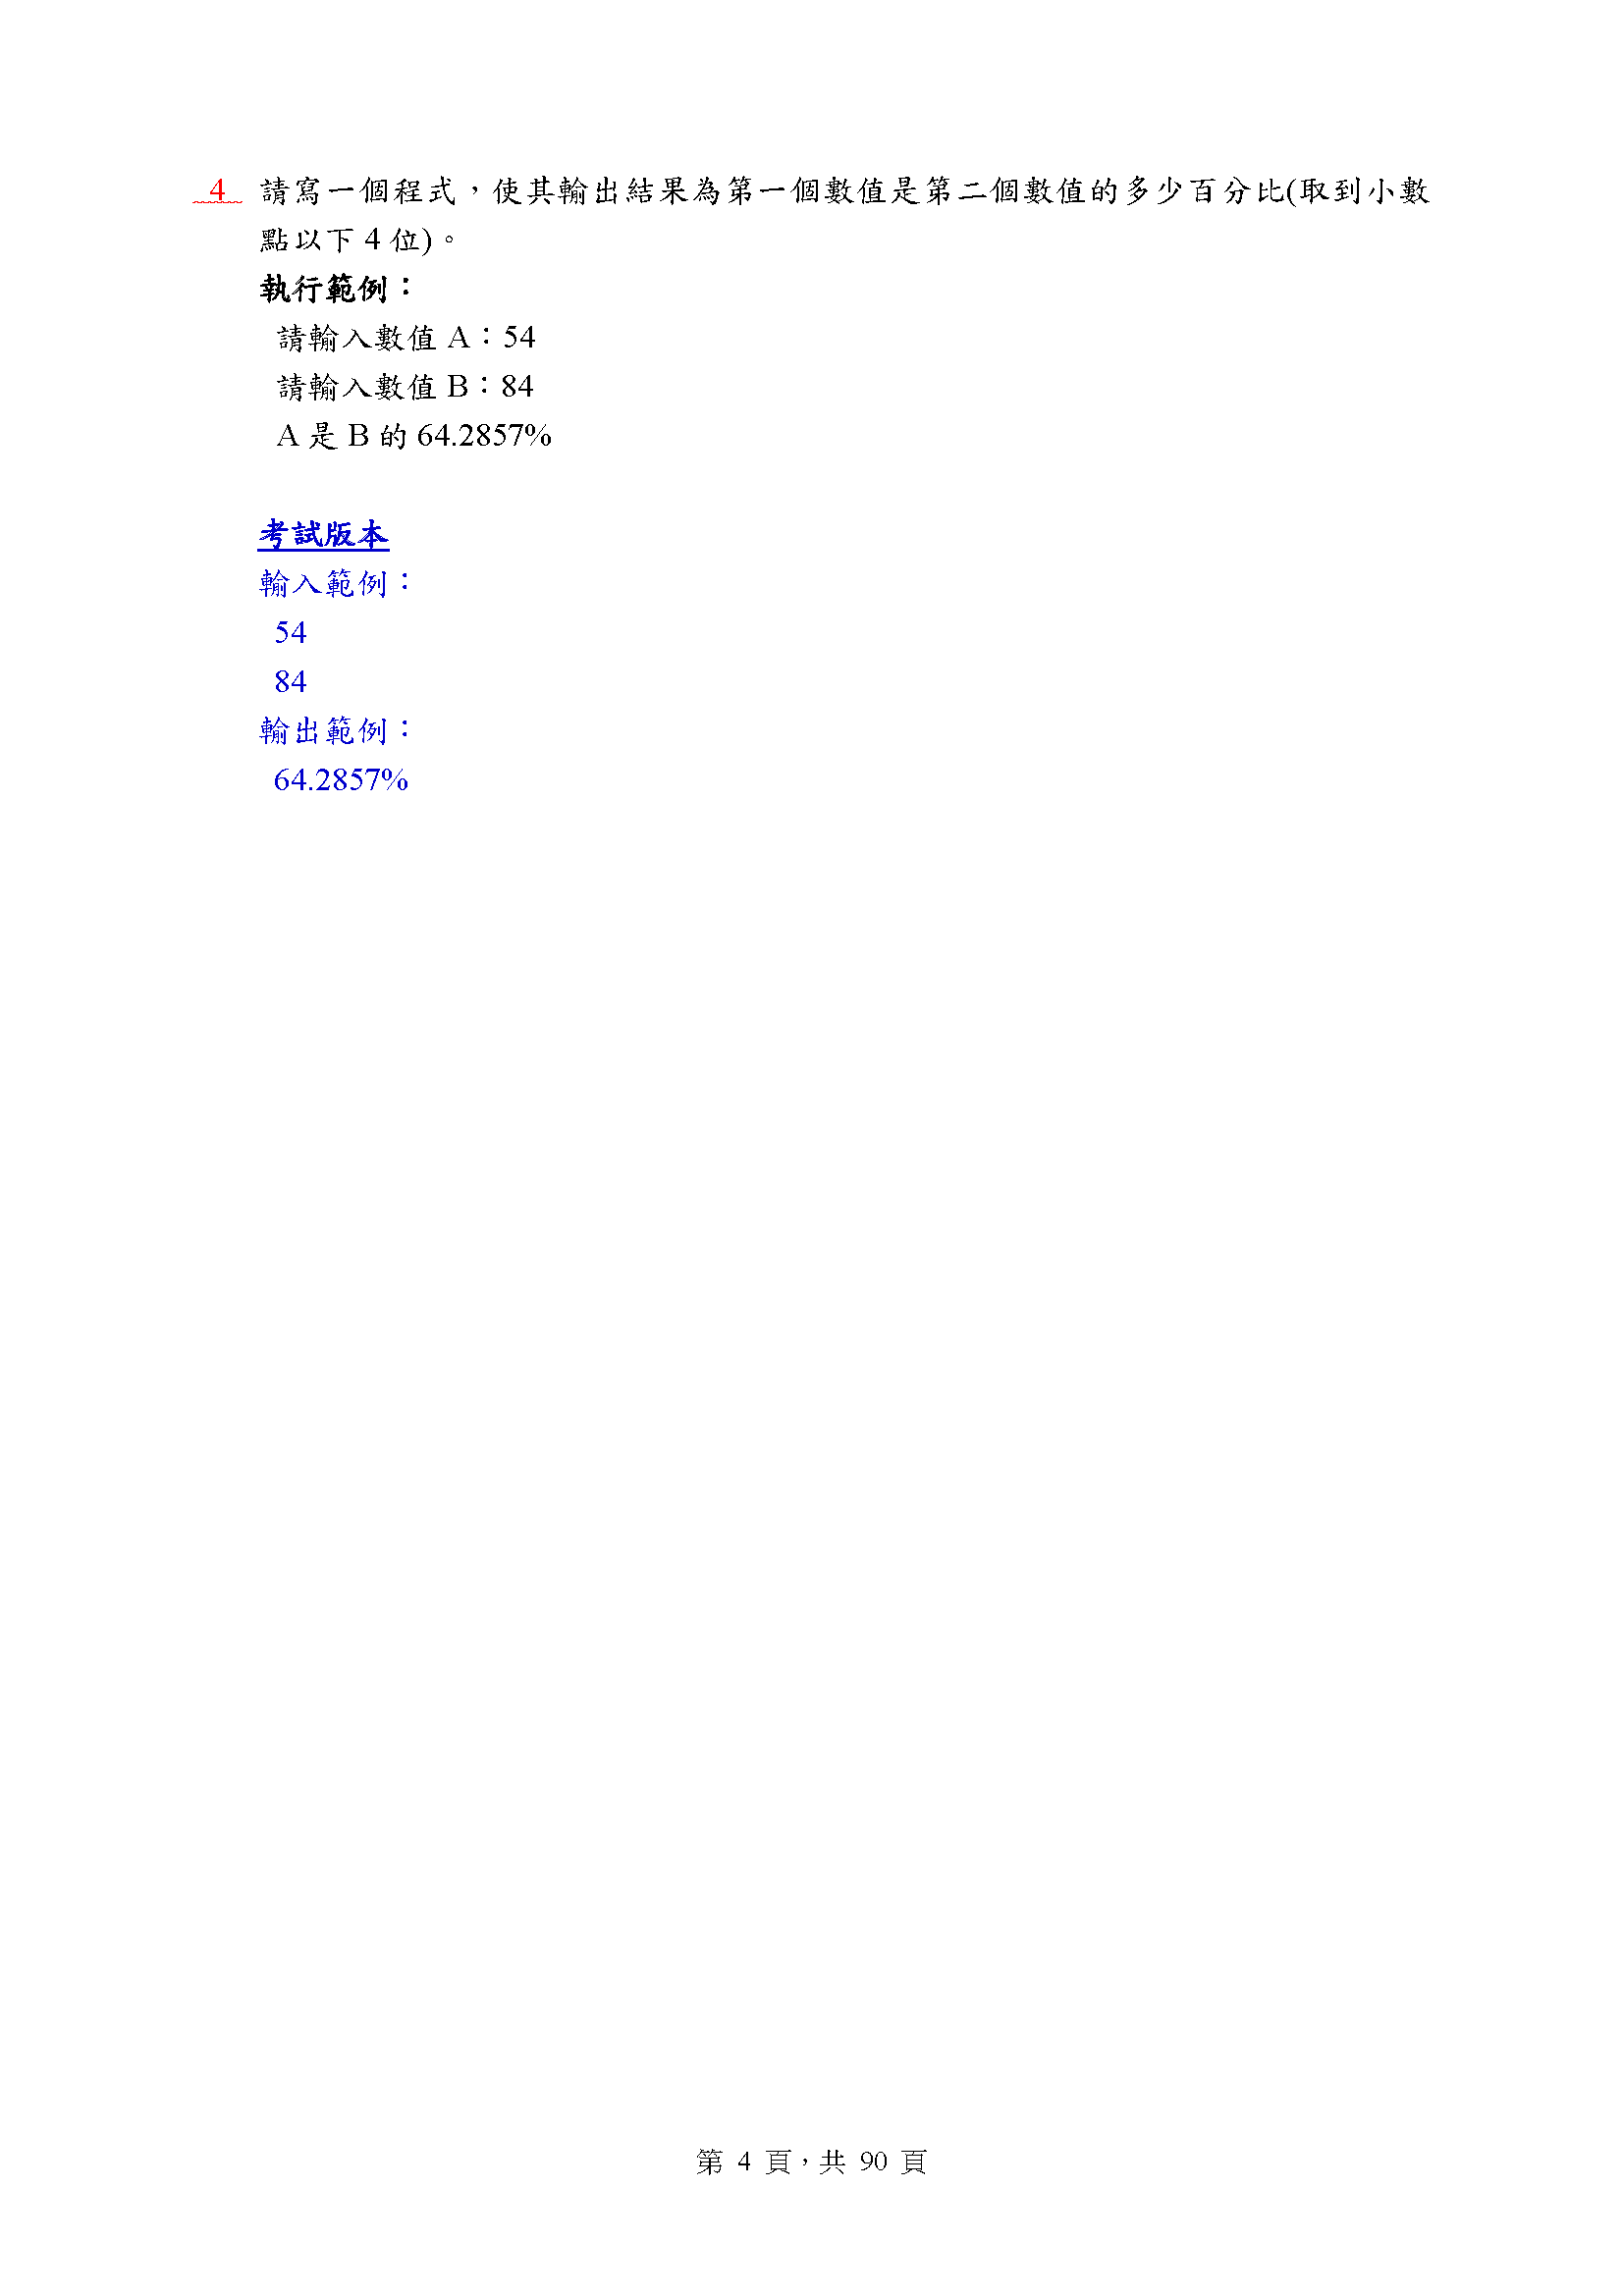 4 請寫一個程式，使其輸出結果為第一個數值是第二個數值的多少百分比(取到小數
點以下 4 位)。
執行範例：
請輸入數值 A：54
請輸入數值 B：84
A 是 B 的 64.2857%
考試版本
輸入範例：
54
84
輸出範例：
64.2857%
第 4 頁，共 90 頁